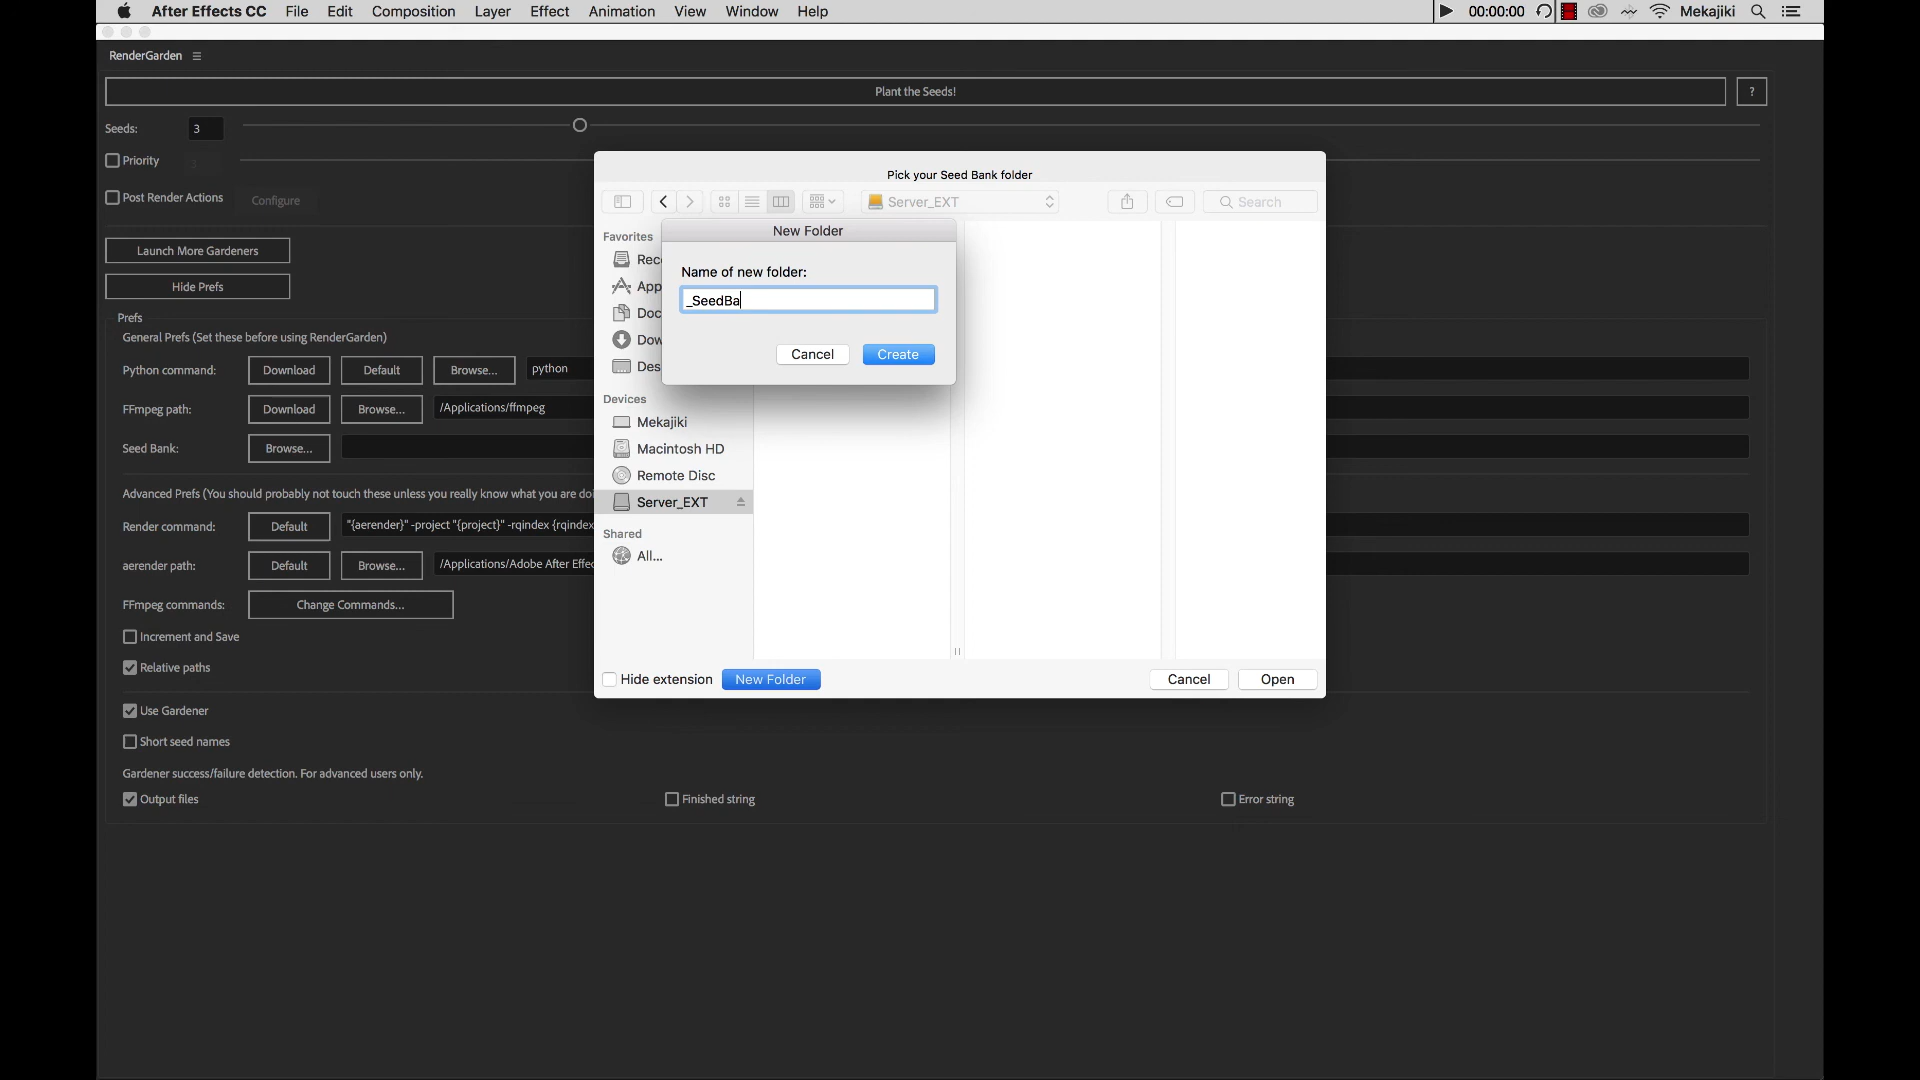 After Effects CC File Edit Composition Layer Effect Animation View Window Help 00:00:00 Mekajiki
RenderGarden
Plant the Seeds! ?
Seeds: 3
Priority 3
Post Render Actions Configure
Launch More Gardeners
Hide Prefs
Prefs
General Prefs (Set these before using RenderGarden)
Python command: Download Default Browse... python
FFmpeg path: Download Browse... /Applications/ffmpeg
Seed Bank: Browse...
Advanced Prefs (You should probably not touch these unless you really know what you are doi
Render command: Default "{aerender}" -project "{project}" -rqindex {rqindex
aerender path: Default Browse... /Applications/Adobe After Effec
FFmpeg commands: Change Commands...
Increment and Save
Relative paths
Use Gardener
Short seed names
Gardener success/failure detection. For advanced users only.
Output files Finished string Error string
Pick your Seed Bank folder
Server_EXT Search
Favorites
Rec
App
Doc
Dow
Des
Devices
Mekajiki
Macintosh HD
Remote Disc
Server_EXT
Shared
All...
New Folder
Name of new folder:
_SeedBa
Cancel Create
Hide extension New Folder Cancel Open